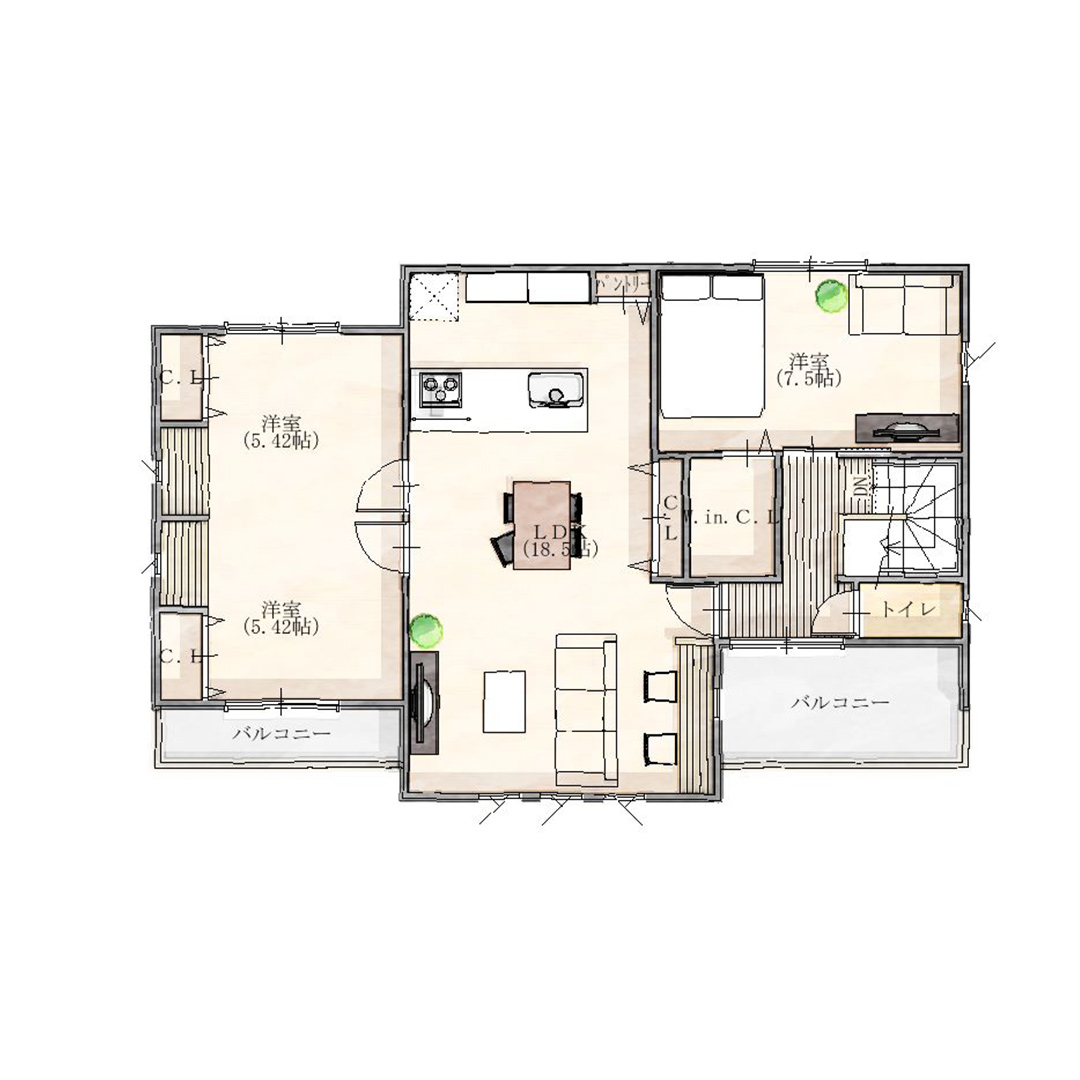 パントリー
洋室
(7.5帖)
C.L
洋室
(5.42帖)
DN
C.L
W.in.C.L
LDK
(18.5帖)
洋室
(5.42帖)
トイレ
C.L
バルコニー
バルコニー